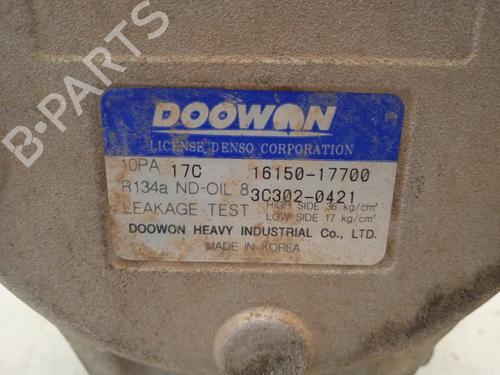 B-PARTS
DOOWON
LICENSE DENSO CORPORATION
10PA 17C 16150-17700
R134a ND-OIL 8 3C302-0421
LEAKAGE TEST HIGH SIDE 36 kg/cm²
LOW SIDE 17 kg/cm²
DOOWON HEAVY INDUSTRIAL Co., LTD.
MADE IN KOREA